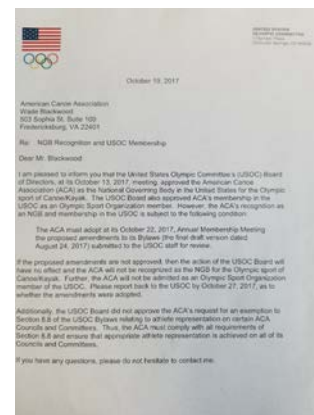 UNITED STATES
OLYMPIC COMMITTEE
October 19, 2017
American Canoe Association
Wade Blackwood
503 Sophia St. Suite 100
Fredericksburg, VA 22401
Re: NGB Recognition and USOC Membership
Dear Mr. Blackwood:
I am pleased to inform you that the United States Olympic Committee's (USOC) Board
of Directors, at its October 13, 2017, meeting, approved the American Canoe
Association (ACA) as the National Governing Body in the United States for the Olympic
sport of Canoe/Kayak. The USOC Board also approved ACA's membership in the
USOC as an Olympic Sport Organization member. However, the ACA's recognition as
an NGB and membership in the USOC is subject to the following condition:
The ACA must adopt at its October 22, 2017, Annual Membership Meeting
the proposed amendments to its Bylaws (the final draft version dated
August 24, 2017) submitted to the USOC staff for review.
If the proposed amendments are not approved, then the action of the USOC Board will
have no effect and the ACA will not be recognized as the NGB for the Olympic sport of
Canoe/Kayak. Further, the ACA will not be admitted as an Olympic Sport Organization
member of the USOC. Please report back to the USOC by October 27, 2017, as to
whether the amendments were adopted.
Additionally, the USOC Board did not approve the ACA's request for an exemption to
Section 8.8 of the USOC Bylaws relating to athlete representation on certain ACA
Councils and Committees. Thus, the ACA must comply with all requirements of
Section 8.8 and ensure that appropriate athlete representation is achieved on all of its
Councils and Committees.
If you have any questions, please do not hesitate to contact me.